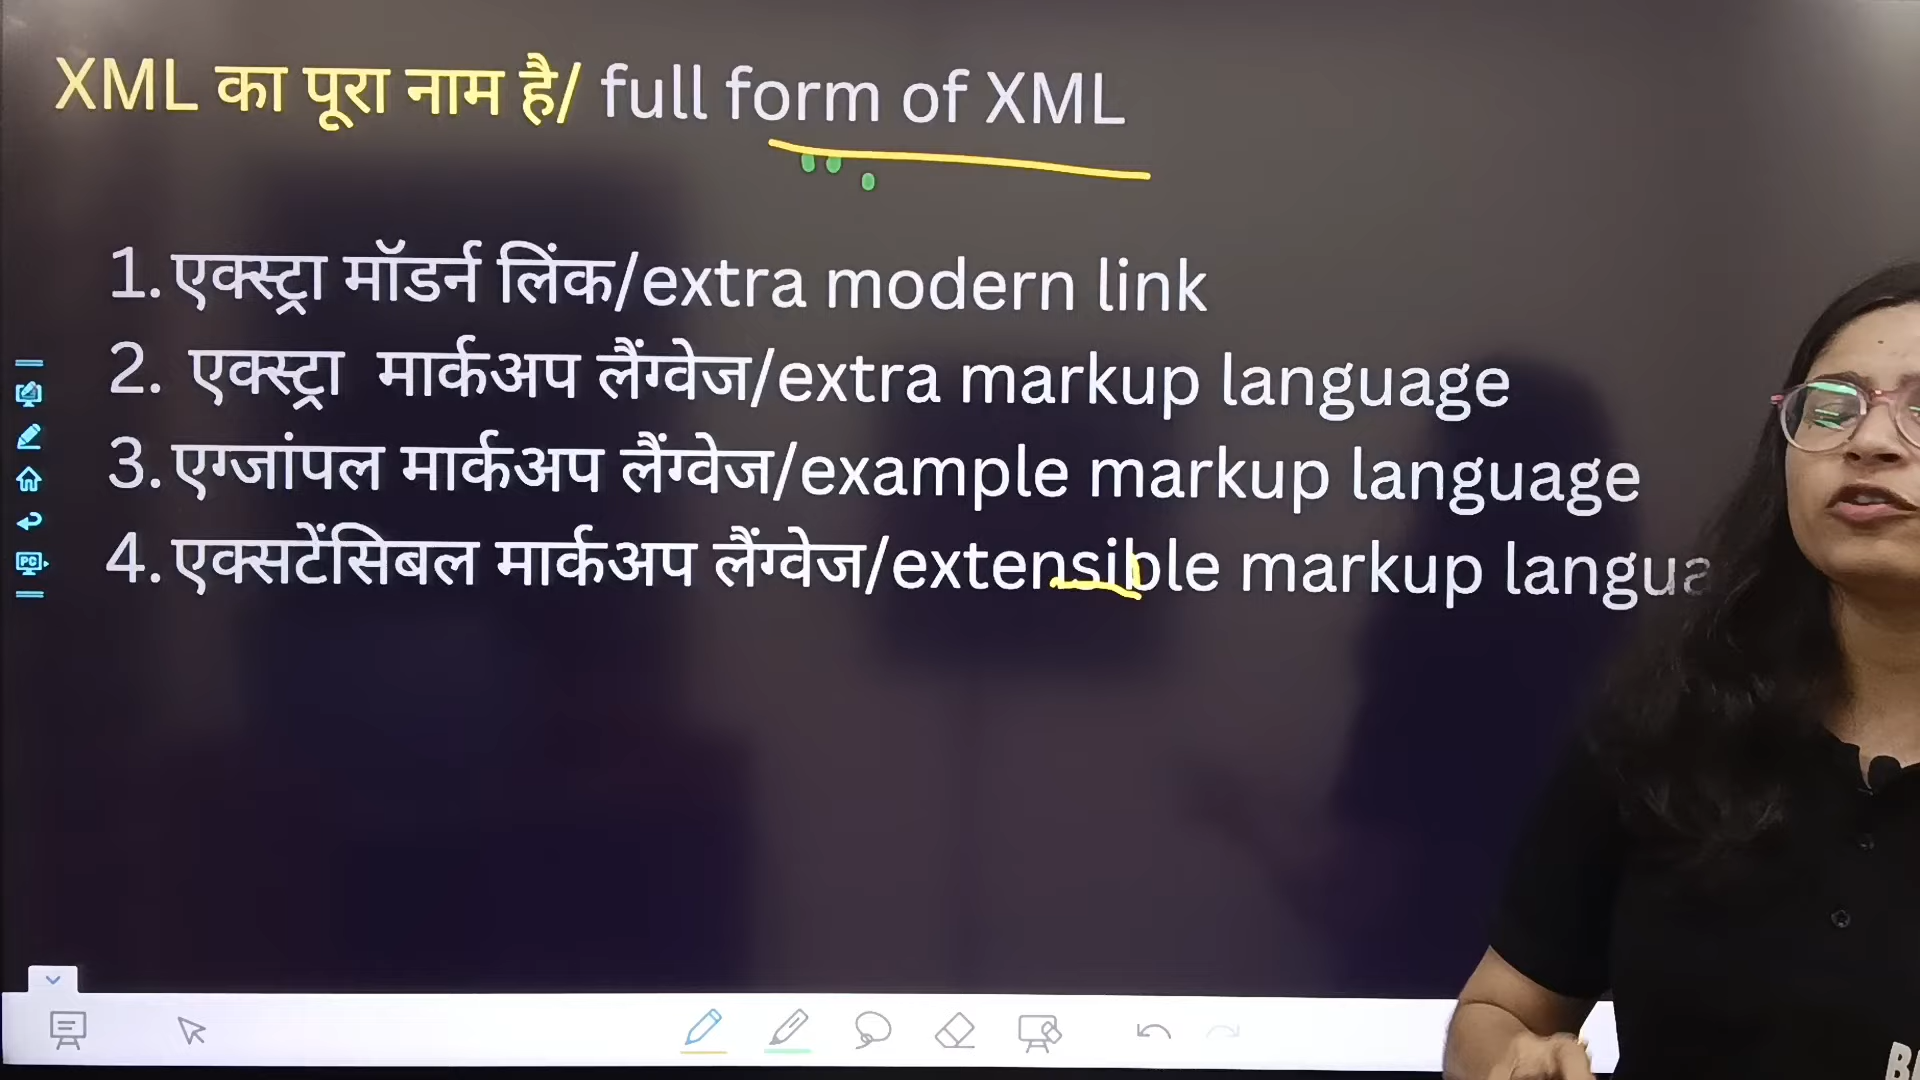 XML का पूरा नाम है/ full form of XML
1. एक्स्ट्रा मॉडर्न लिंक/extra modern link
2. एक्स्ट्रा मार्कअप लैंग्वेज/extra markup language
3. एग्जांपल मार्कअप लैंग्वेज/example markup language
4. एक्सटेंसिबल मार्कअप लैंग्वेज/extensible markup langua
PC